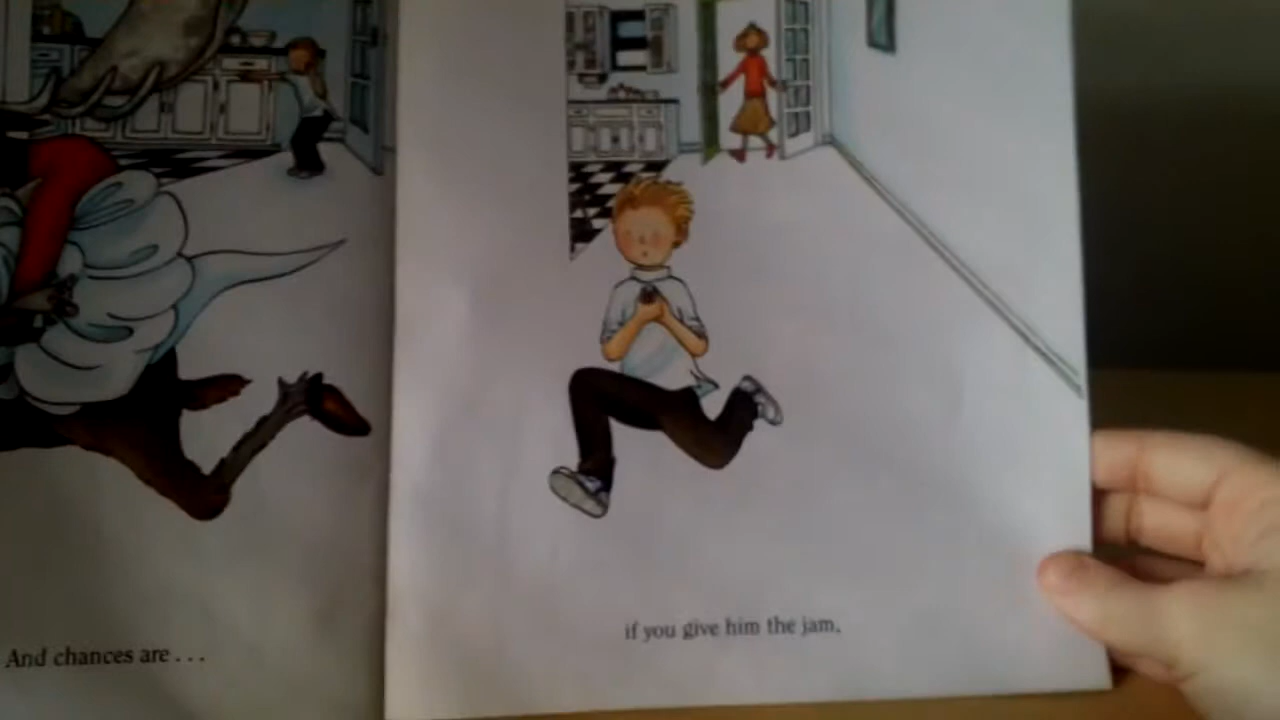 And chances are . . .
if you give him the jam,